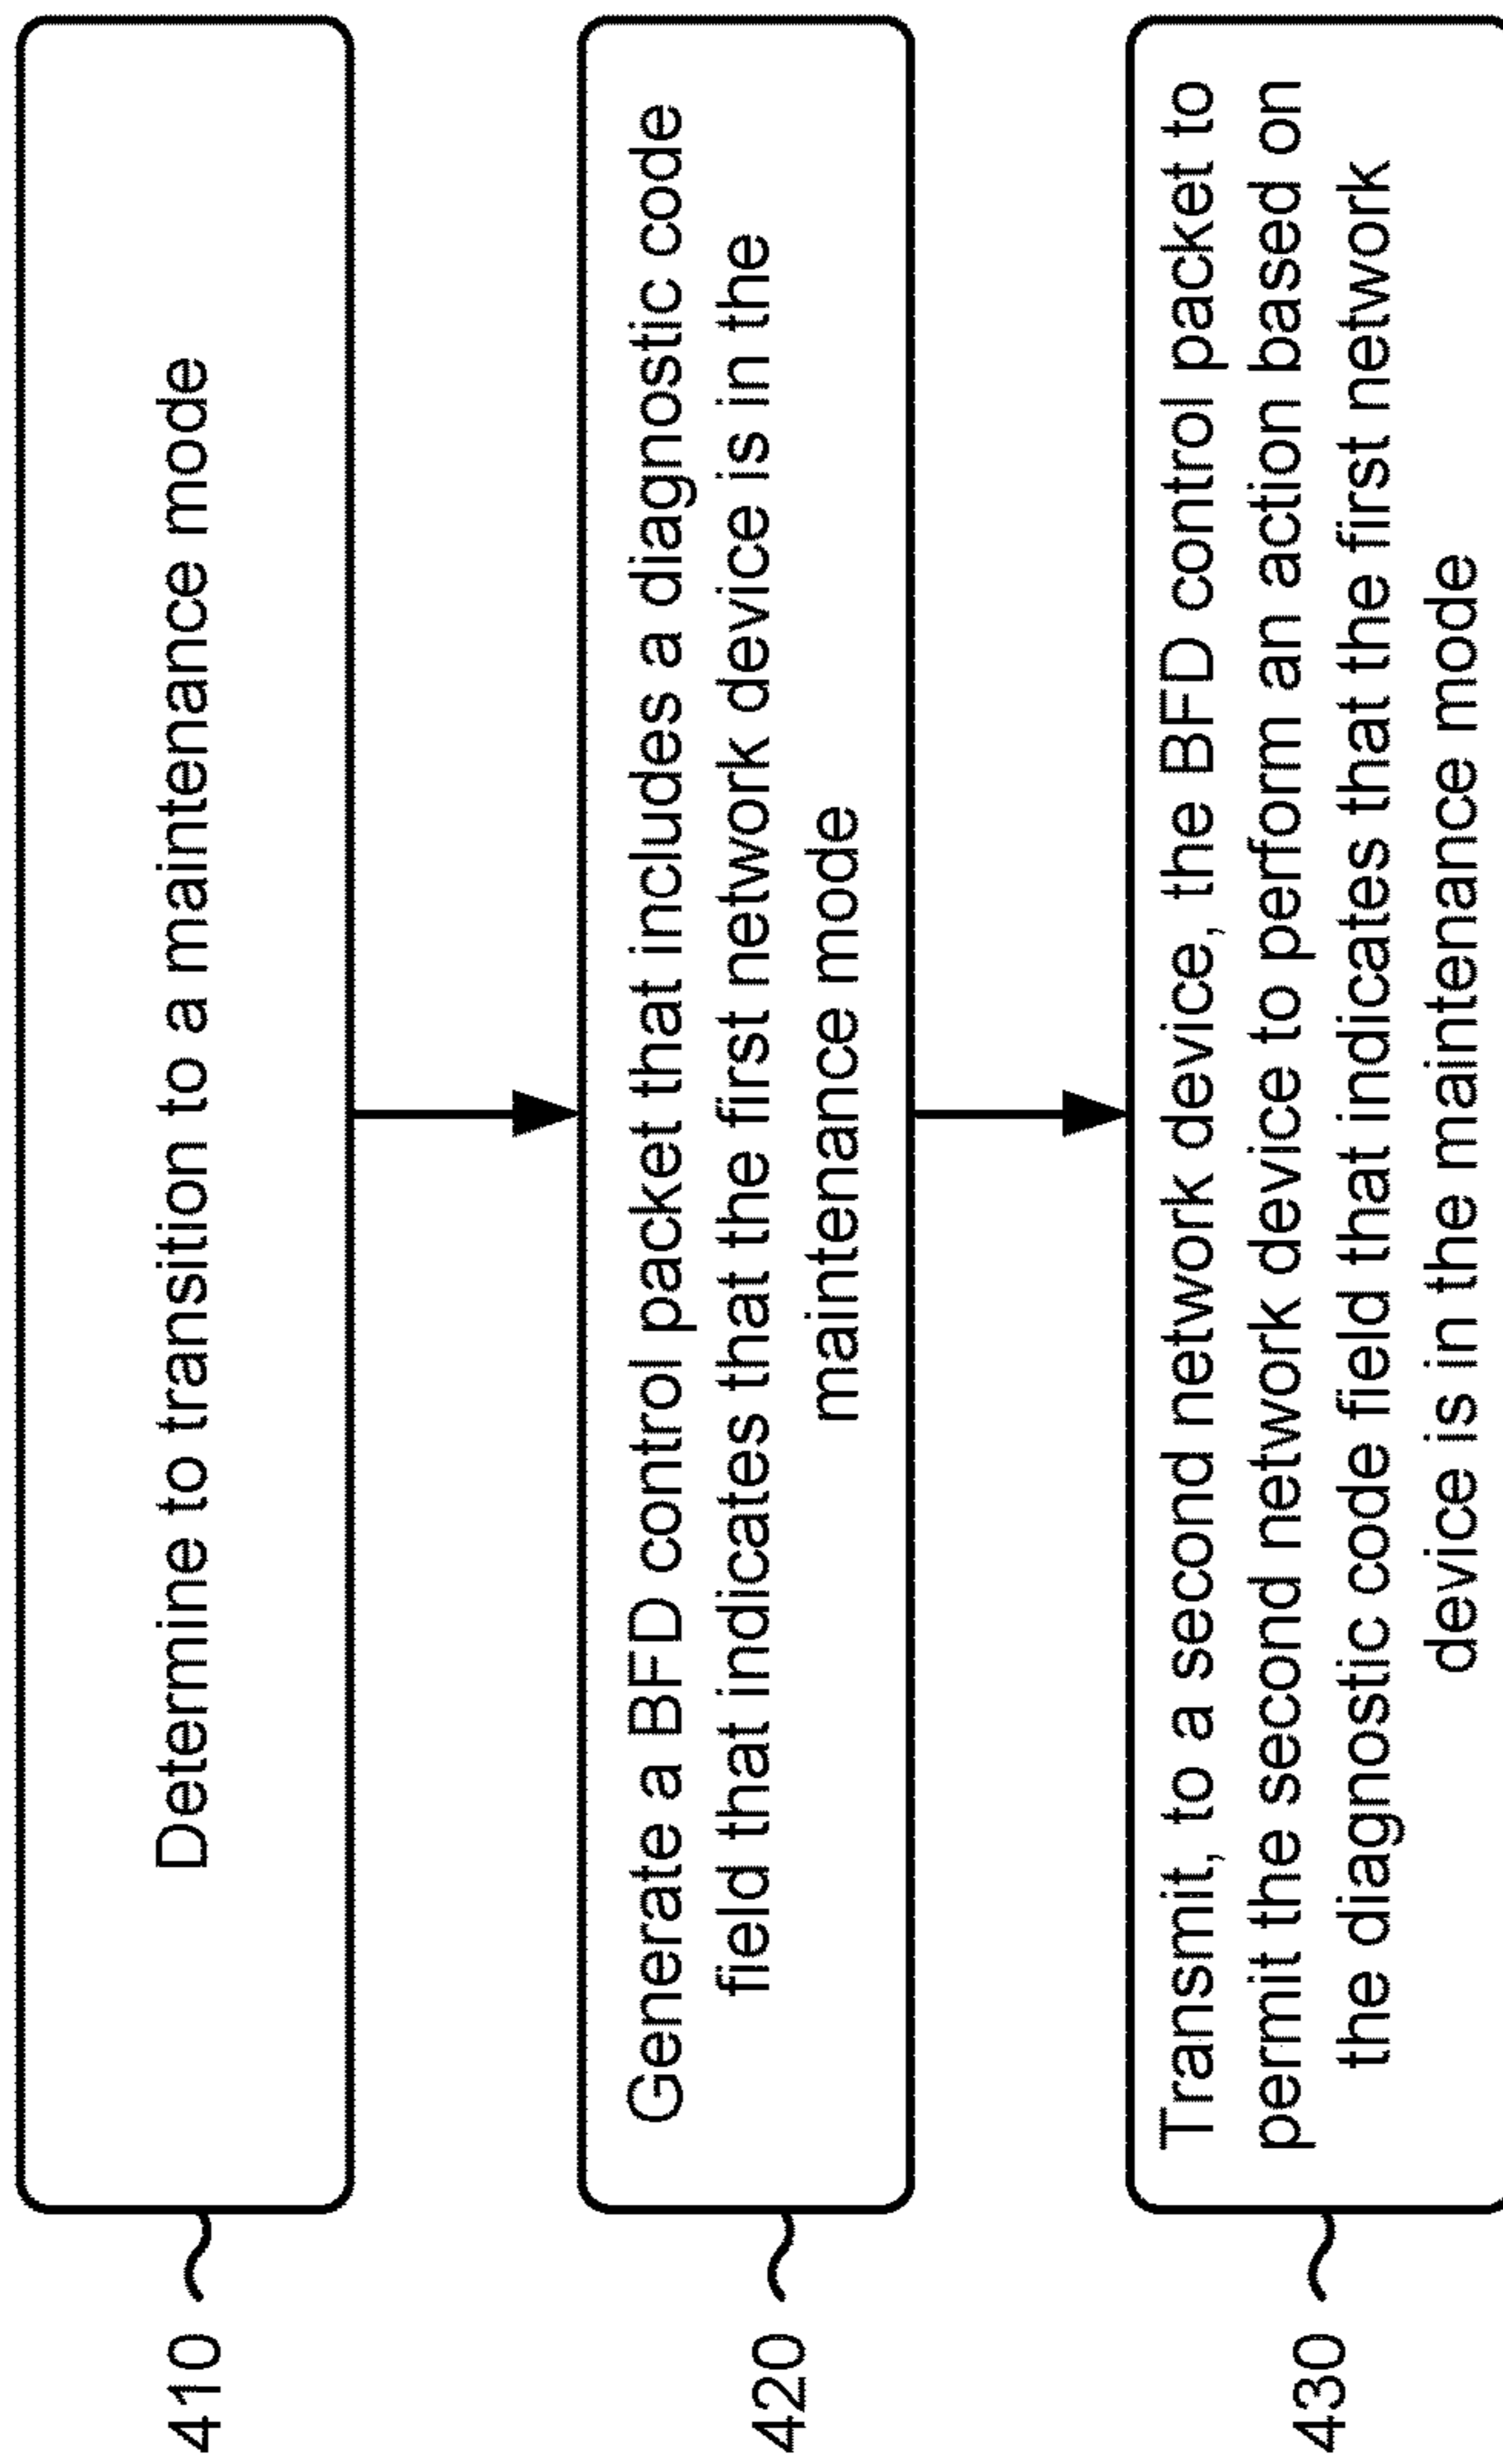 410
Determine to transition to a maintenance mode
420
Generate a BFD control packet that includes a diagnostic code
field that indicates that the first network device is in the
maintenance mode
430
Transmit, to a second network device, the BFD control packet to
permit the second network device to perform an action based on
the diagnostic code field that indicates that the first network
device is in the maintenance mode